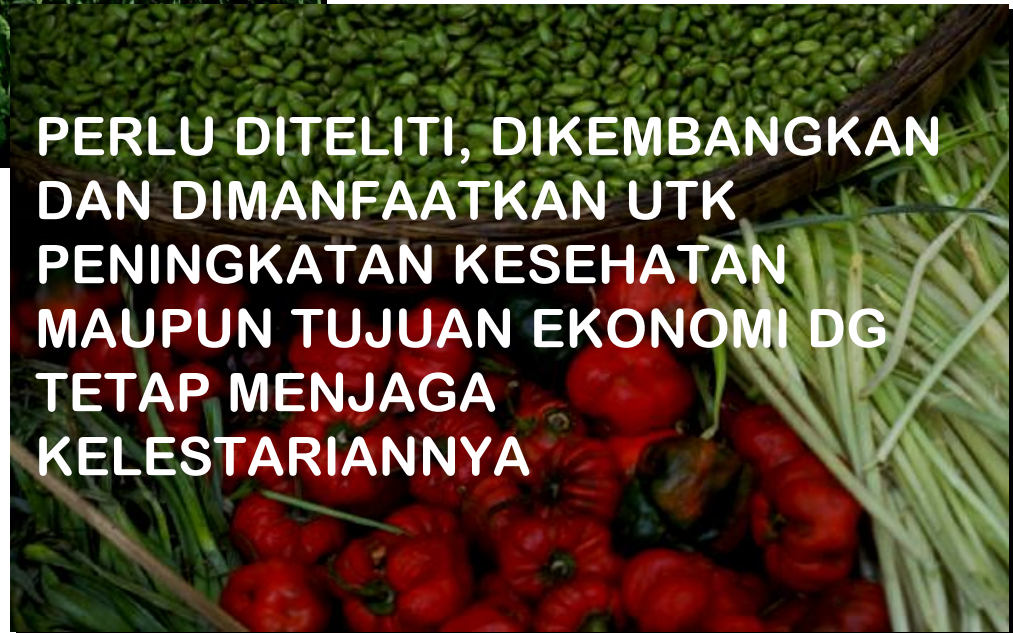 PERLU DITELITI, DIKEMBANGKAN
DAN DIMANFAATKAN UTK
PENINGKATAN KESEHATAN
MAUPUN TUJUAN EKONOMI DG
TETAP MENJAGA
KELESTARIANNYA